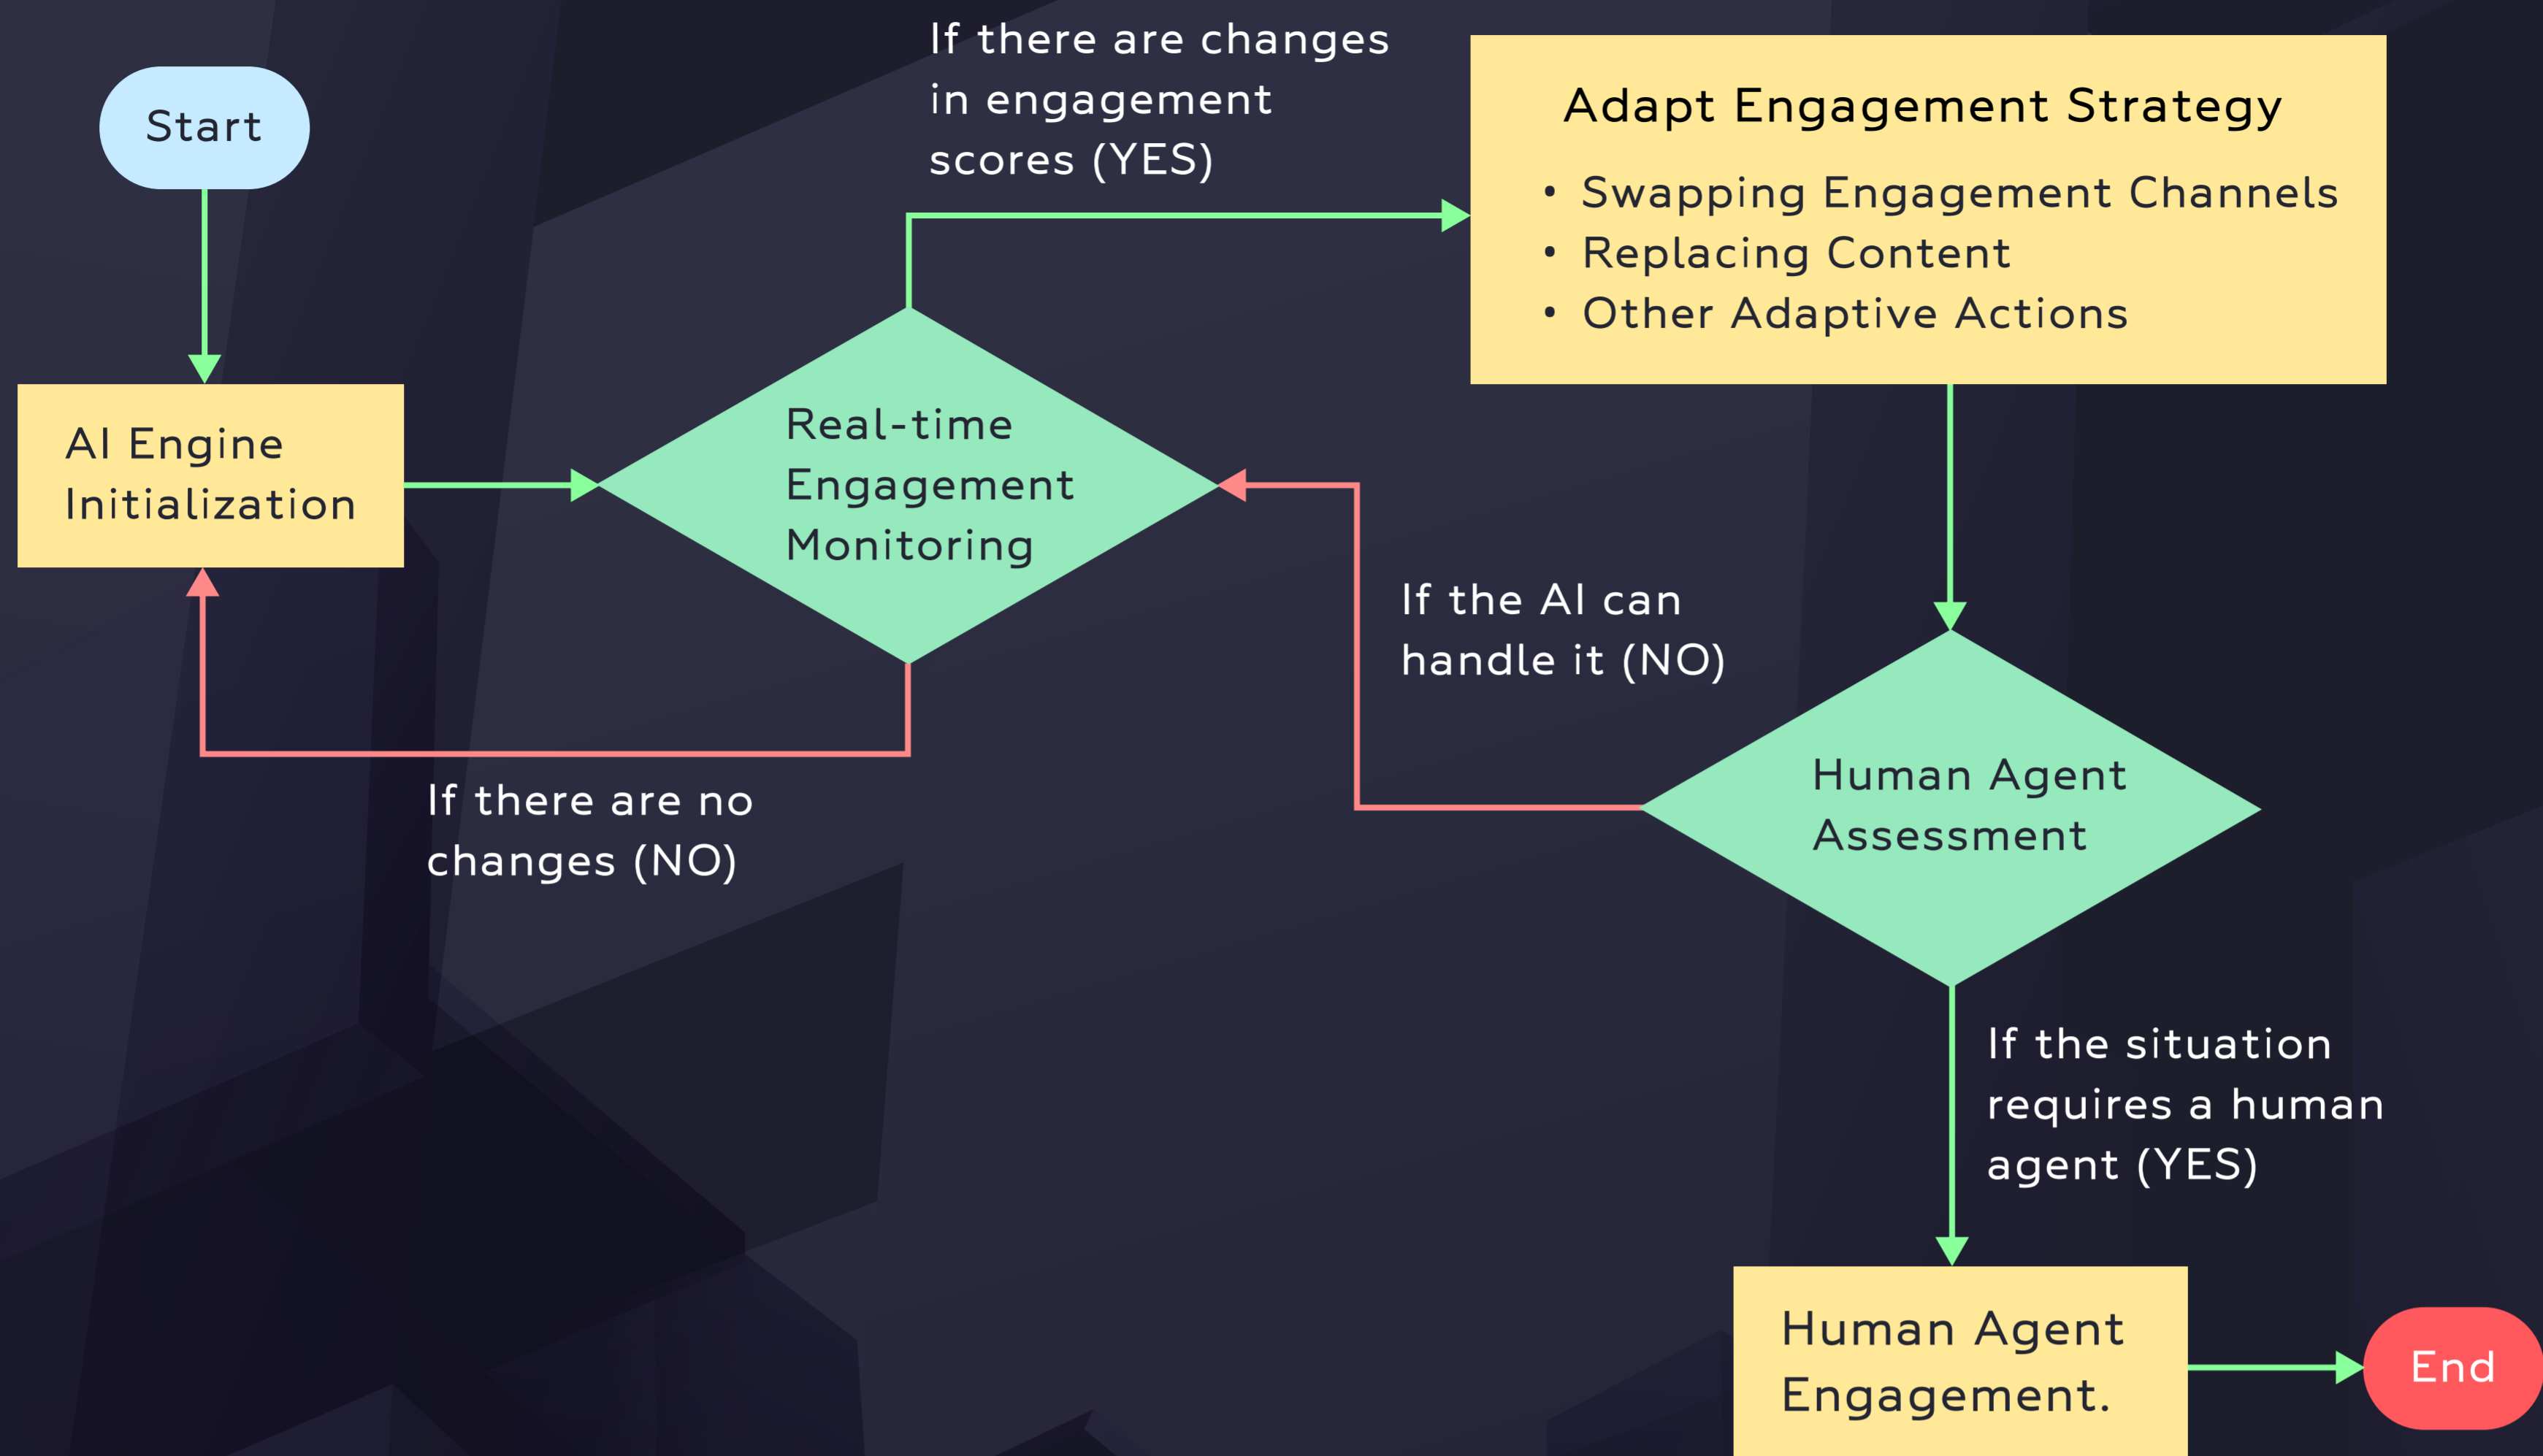 Start
AI Engine
Initialization
Real-time
Engagement
Monitoring
If there are changes
in engagement
scores (YES)
If there are no
changes (NO)
Adapt Engagement Strategy
• Swapping Engagement Channels
• Replacing Content
• Other Adaptive Actions
Human Agent
Assessment
If the AI can
handle it (NO)
If the situation
requires a human
agent (YES)
Human Agent
Engagement.
End